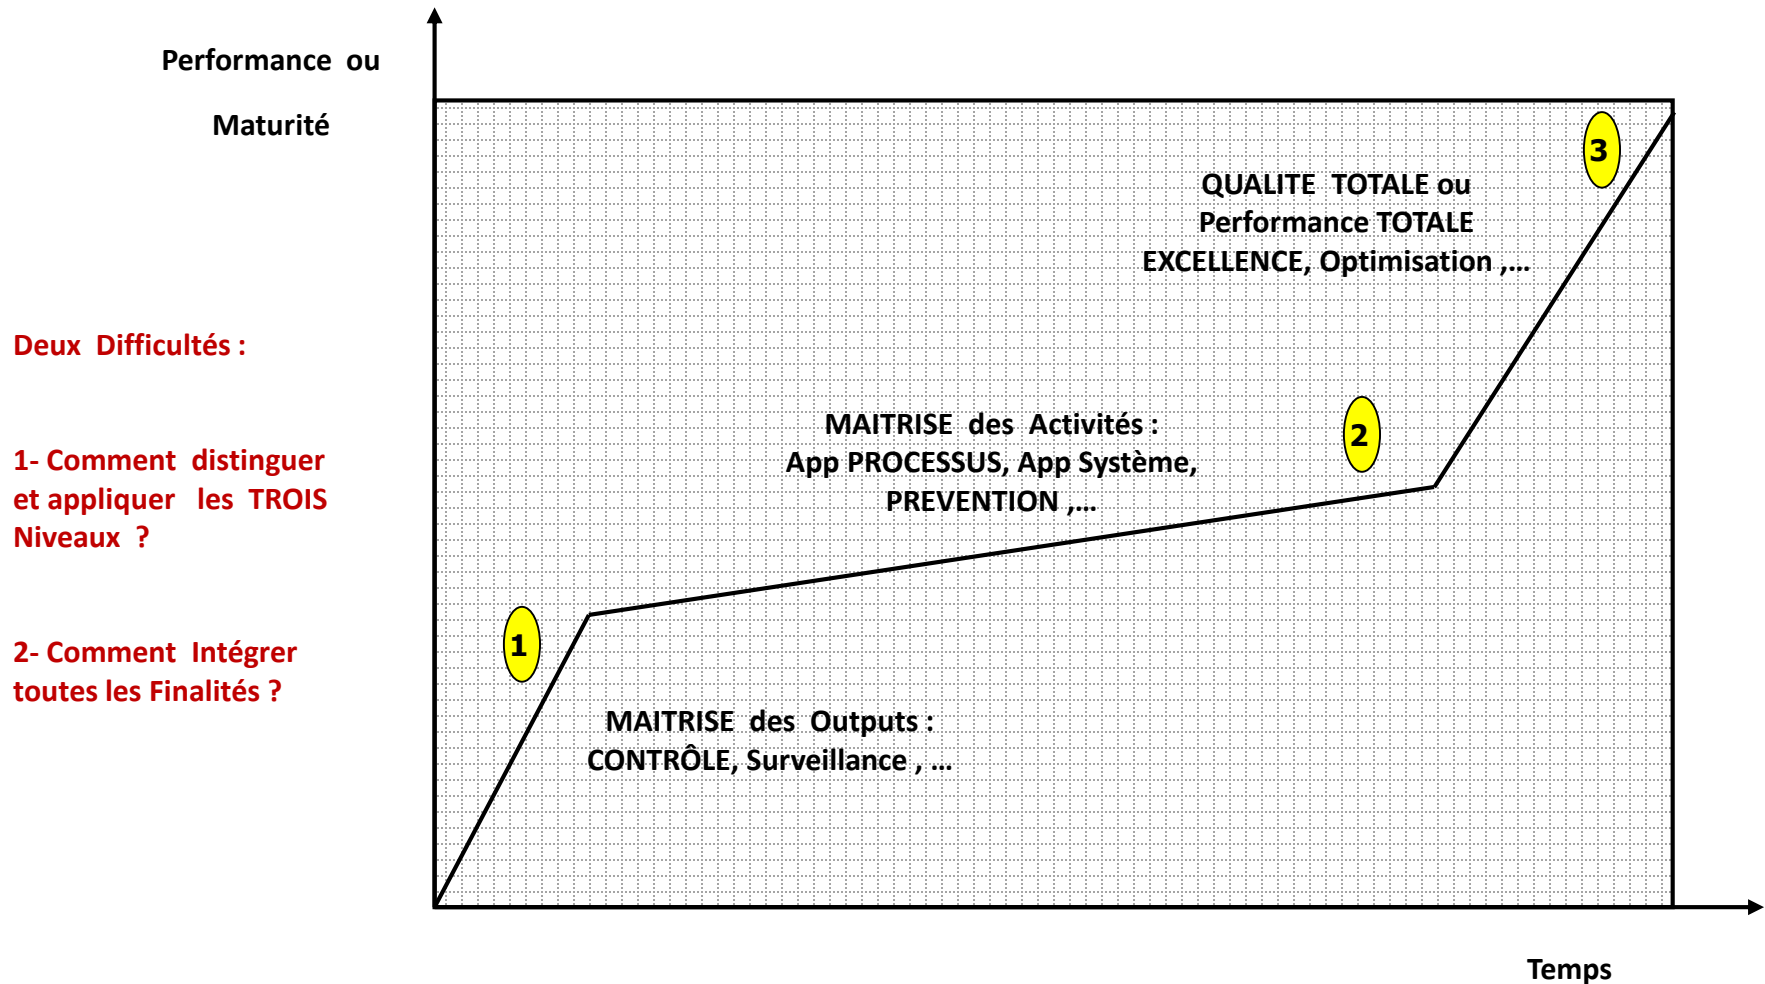 Performance ou
Maturité
3
QUALITE TOTALE ou
Performance TOTALE
EXCELLENCE, Optimisation ,...
Deux Difficultés :
MAITRISE des Activités :
App PROCESSUS, App Système,
PREVENTION ,...
2
1- Comment distinguer
et appliquer les TROIS
Niveaux ?
1
2- Comment Intégrer
toutes les Finalités ?
MAITRISE des Outputs :
CONTRÔLE, Surveillance , ...
Temps